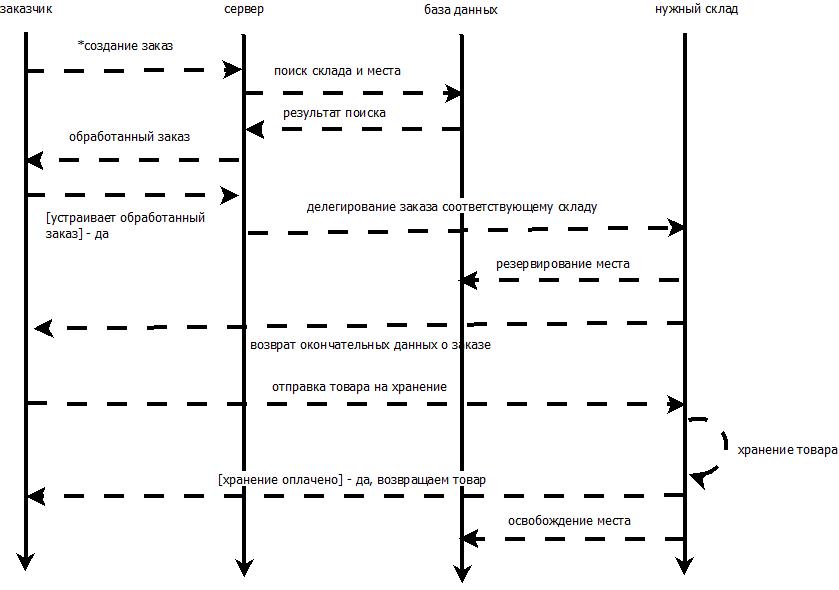 заказчик
сервер
база данных
нужный склад
*создание заказ
поиск склада и места
результат поиска
обработанный заказ
[устраивает обработанный
заказ] - да
делегирование заказа соответствующему складу
резервирование места
возврат окончательных данных о заказе
отправка товара на хранение
хранение товара
[хранение оплачено] - да, возвращаем товар
освобождение места